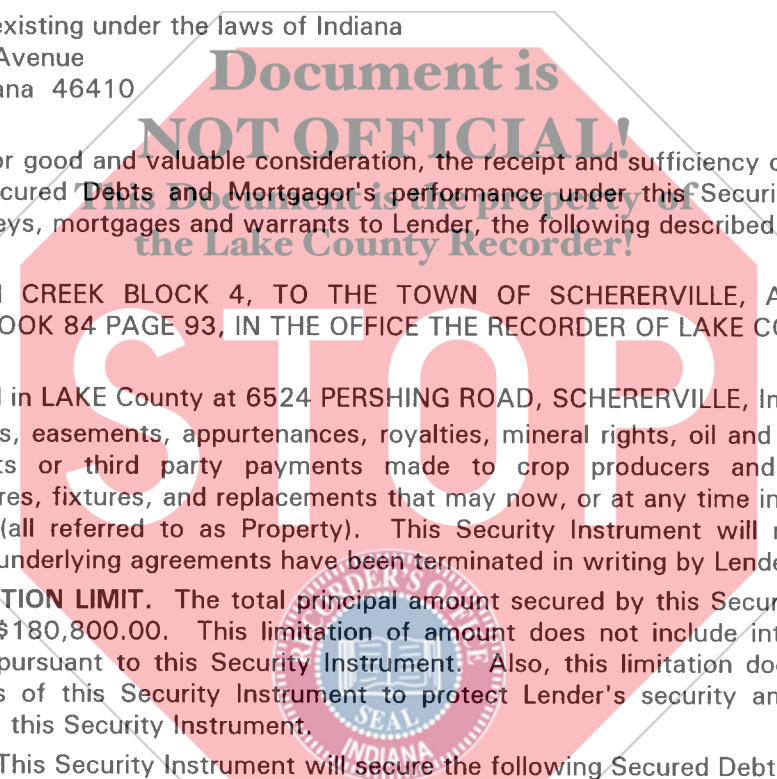 existing under the laws of Indiana
Avenue
ana 46410
Document is
NOT OFFICIAL!
or good and valuable consideration, the receipt and sufficiency o
cured Debts and Mortgagor's performance under this Securi
This Document is the property of
eys, mortgages and warrants to Lender, the following described
the Lake County Recorder!
CREEK BLOCK 4, TO THE TOWN OF SCHERERVILLE, A
OOK 84 PAGE 93, IN THE OFFICE THE RECORDER OF LAKE CO
STOP
in LAKE County at 6524 PERSHING ROAD, SCHERERVILLE, In
s, easements, appurtenances, royalties, mineral rights, oil and
ts or third party payments made to crop producers and
res, fixtures, and replacements that may now, or at any time in
(all referred to as Property). This Security Instrument will r
underlying agreements have been terminated in writing by Lende
TION LIMIT. The total principal amount secured by this Secur
$180,800.00. This limitation of amount does not include int
pursuant to this Security Instrument. Also, this limitation do
s of this Security Instrument to protect Lender's security an
this Security Instrument.
RECORDER'S OFFICE
SEAL
INDIANA
This Security Instrument will secure the following Secured Debt